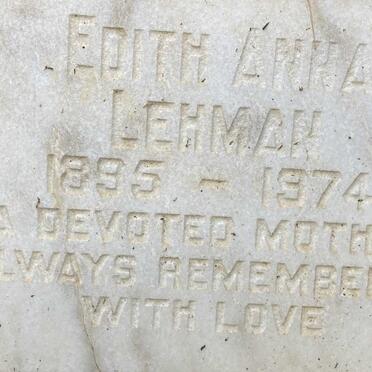 EDITH ANNA
LEHMAN
1895 – 1974
A DEVOTED MOTH
LWAYS REMEMBE
WITH LOVE